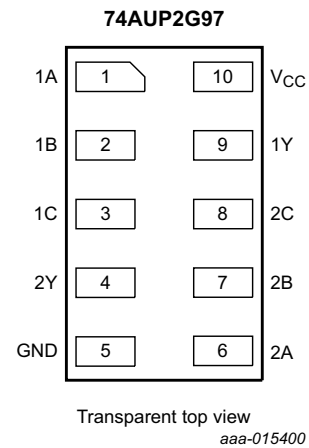 74AUP2G97
1A 1 10 VCC
1B 2 9 1Y
1C 3 8 2C
2Y 4 7 2B
GND 5 6 2A
Transparent top view
aaa-015400